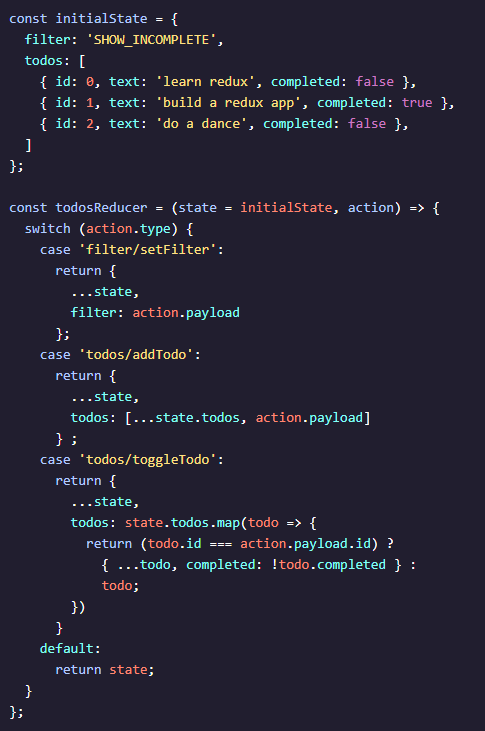 const initialState = {
  filter: 'SHOW_INCOMPLETE',
  todos: [
    { id: 0, text: 'learn redux', completed: false },
    { id: 1, text: 'build a redux app', completed: true },
    { id: 2, text: 'do a dance', completed: false },
  ]
};

const todosReducer = (state = initialState, action) => {
  switch (action.type) {
    case 'filter/setFilter':
      return {
        ...state,
        filter: action.payload
      };
    case 'todos/addTodo':
      return {
        ...state,
        todos: [...state.todos, action.payload]
      } ;
    case 'todos/toggleTodo':
      return {
        ...state,
        todos: state.todos.map(todo => {
          return (todo.id === action.payload.id) ?
            { ...todo, completed: !todo.completed } :
            todo;
        })
      }
    default:
      return state;
  }
};